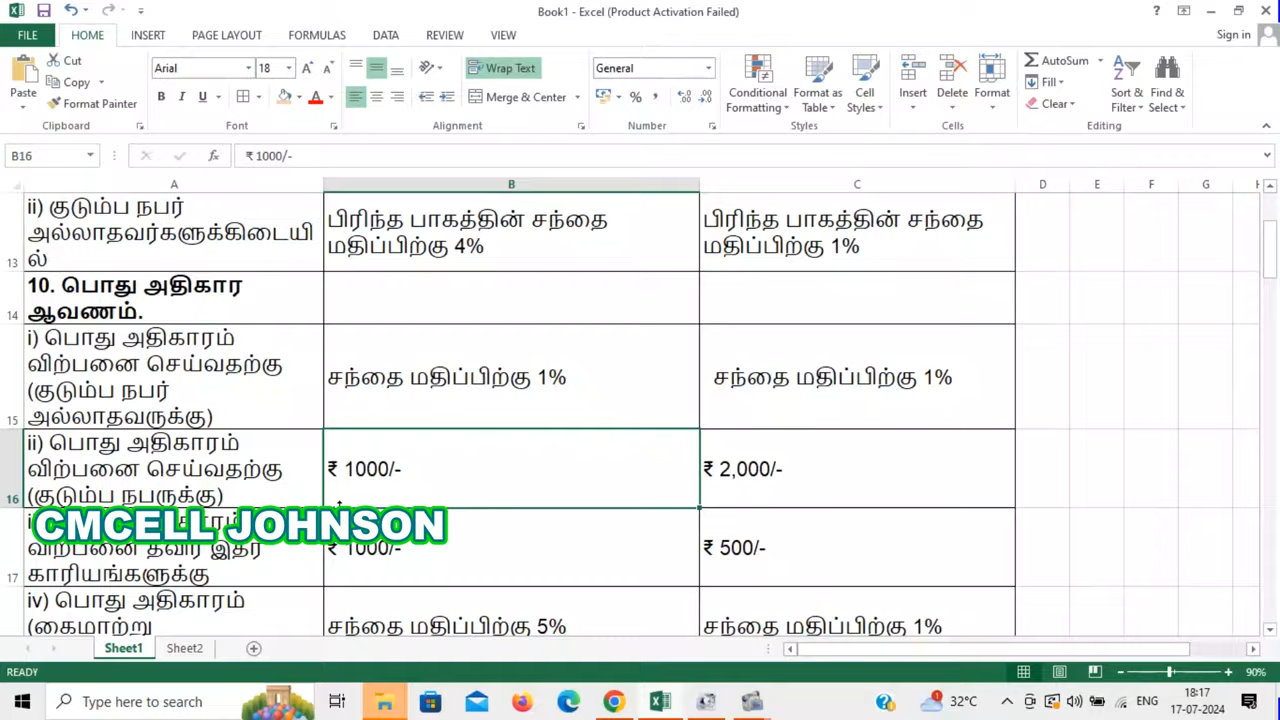 Book1 - Excel (Product Activation Failed)
FILE HOME INSERT PAGE LAYOUT FORMULAS DATA REVIEW VIEW Sign in
Cut
Copy
Format Painter
Paste
Clipboard
Arial 18
Font
Wrap Text
Merge & Center
Alignment
General
Number
Conditional Formatting
Format as Table
Cell Styles
Styles
Insert Delete Format
Cells
AutoSum
Fill
Clear
Sort & Filter
Find & Select
Editing
B16 fx ₹ 1000/-
A B C D E F G
13
ii) குடும்ப நபர்
அல்லாதவர்களுக்கிடையி
ல்
பிரிந்த பாகத்தின் சந்தை
மதிப்பிற்கு 4%
பிரிந்த பாகத்தின் சந்தை
மதிப்பிற்கு 1%
14
10. பொது அதிகார
ஆவணம்.
15
i) பொது அதிகாரம்
விற்பனை செய்வதற்கு
(குடும்ப நபர்
அல்லாதவருக்கு)
சந்தை மதிப்பிற்கு 1%
சந்தை மதிப்பிற்கு 1%
16
ii) பொது அதிகாரம்
விற்பனை செய்வதற்கு
(குடும்ப நபருக்கு)
₹ 1000/-
₹ 2,000/-
CMCELL JOHNSON
17
விற்பனை தவிர இதர
காரியங்களுக்கு
₹ 1000/-
₹ 500/-
iv) பொது அதிகாரம்
(கைமாற்று
சந்தை மதிப்பிற்கு 5%
சந்தை மதிப்பிற்கு 1%
Sheet1 Sheet2
READY 90%
Type here to search
32°C
ENG
18:17
17-07-2024